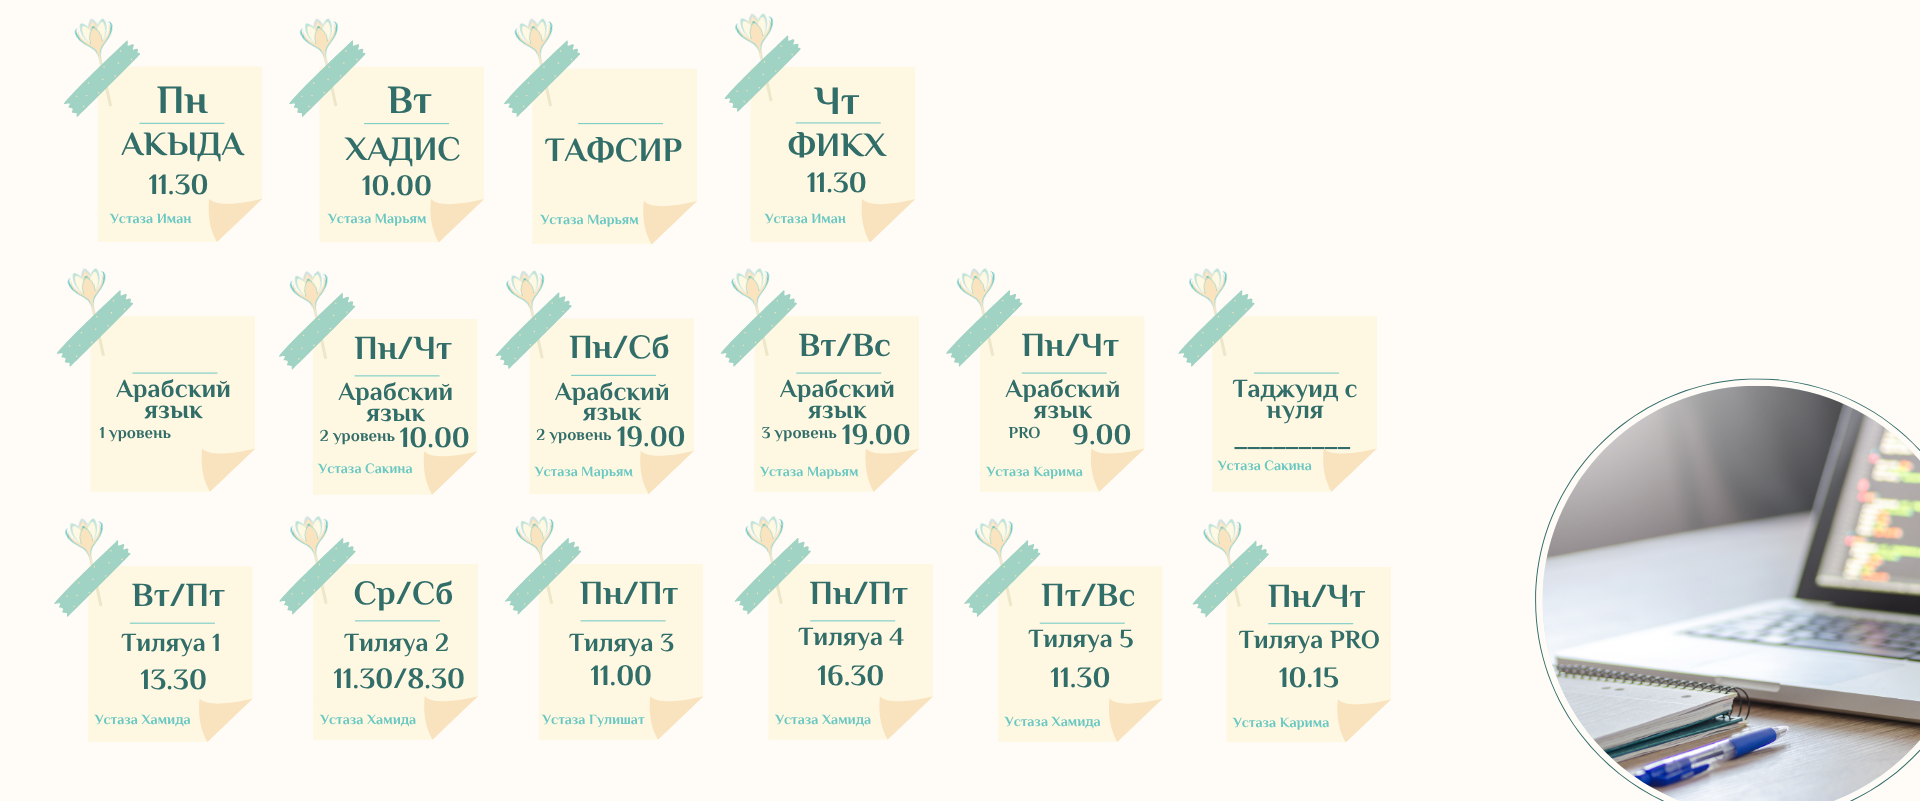 Пн
АКЫДА
11.30
Устаза Иман
Вт
ХАДИС
10.00
Устаза Марьям
ТАФСИР
Устаза Марьям
Чт
ФИКХ
11.30
Устаза Иман
Арабский
язык
1 уровень
Пн/Чт
Арабский
язык
2 уровень 10.00
Устаза Сакина
Пн/Сб
Арабский
язык
2 уровень 19.00
Устаза Марьям
Вт/Вс
Арабский
язык
3 уровень 19.00
Устаза Марьям
Пн/Чт
Арабский
язык
PRO 9.00
Устаза Карима
Таджуид с
нуля
_________
Устаза Сакина
Вт/Пт
Тиляуа 1
13.30
Устаза Хамида
Ср/Сб
Тиляуа 2
11.30/8.30
Устаза Хамида
Пн/Пт
Тиляуа 3
11.00
Устаза Гулишат
Пн/Пт
Тиляуа 4
16.30
Устаза Хамида
Пт/Вс
Тиляуа 5
11.30
Устаза Хамида
Пн/Чт
Тиляуа PRO
10.15
Устаза Карима